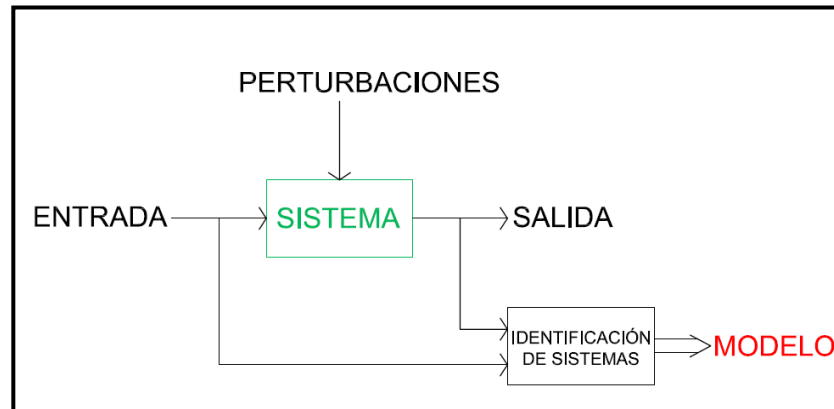 PERTURBACIONES
ENTRADA
SISTEMA
SALIDA
IDENTIFICACIÓN
DE SISTEMAS
MODELO